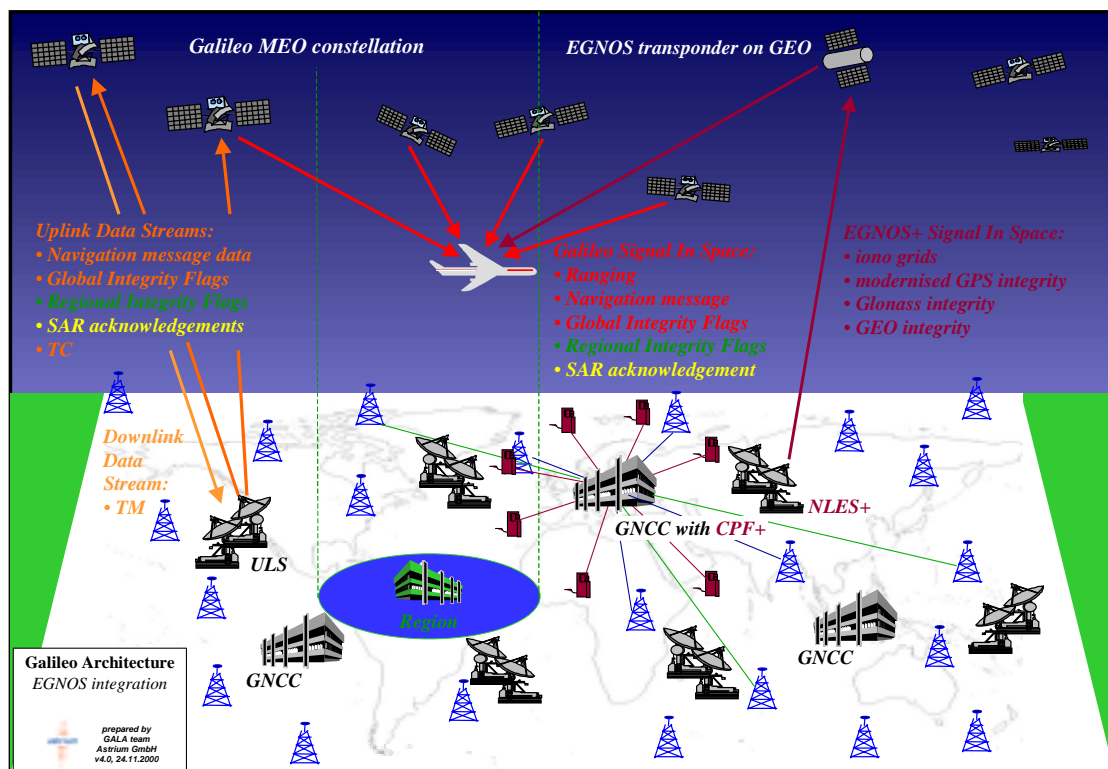 Galileo MEO constellation
EGNOS transponder on GEO
Uplink Data Streams:
• Navigation message data
• Global Integrity Flags
• Regional Integrity Flags
• SAR acknowledgements
• TC
Galileo Signal In Space:
• Ranging
• Navigation message
• Global Integrity Flags
• Regional Integrity Flags
• SAR acknowledgement
EGNOS+ Signal In Space:
• iono grids
• modernised GPS integrity
• Glonass integrity
• GEO integrity
Downlink
Data
Stream:
• TM
ULS
GNCC with CPF+
NLES+
Region
GNCC
GNCC
Galileo Architecture
EGNOS integration
prepared by
GALA team
Astrium GmbH
v4.0, 24.11.2000